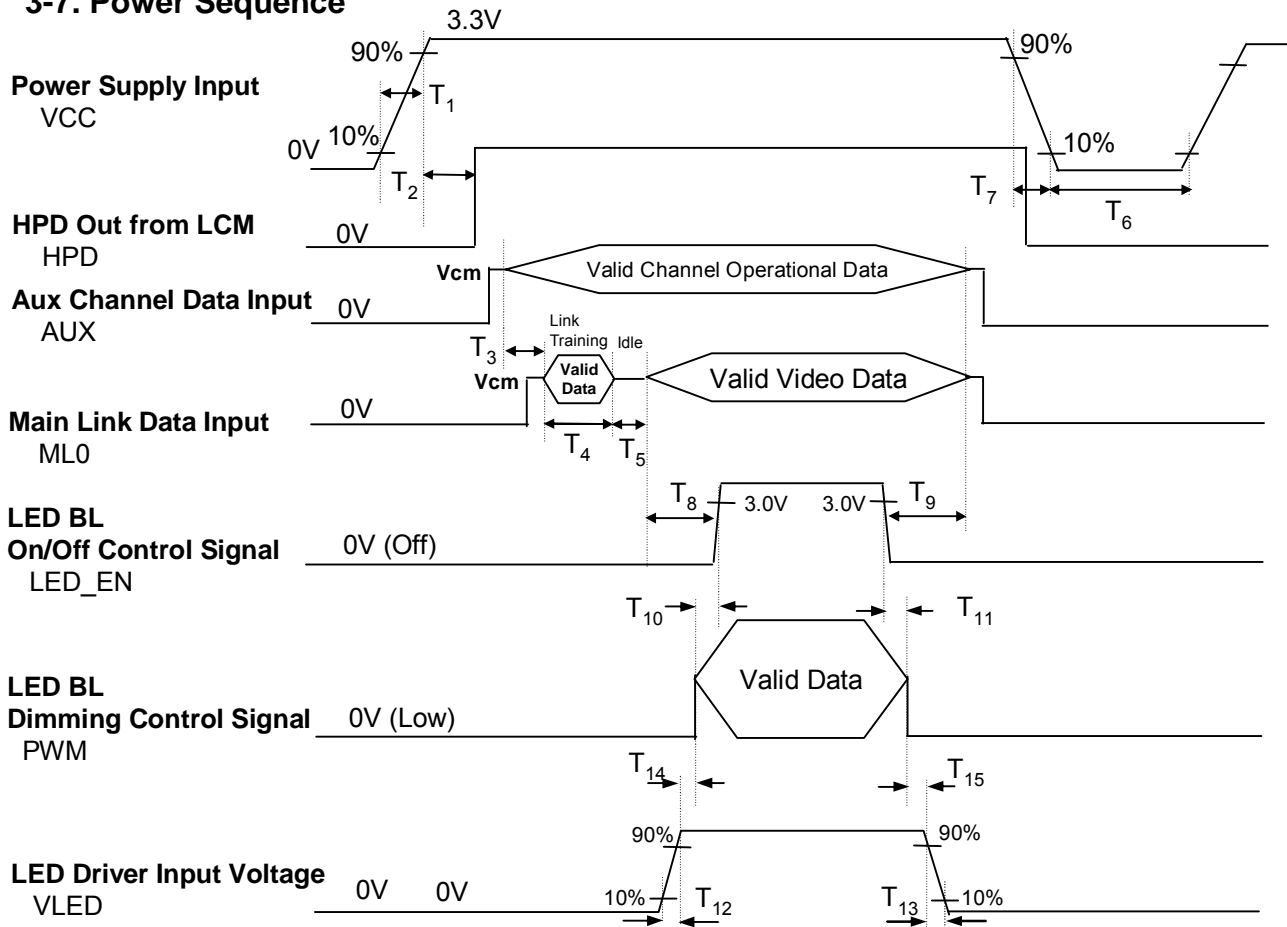 3-7. Power Sequence
3.3V
90%
90%
Power Supply Input
T1
VCC
0V
10%
10%
T2
T7
T6
HPD Out from LCM
0V
HPD
Vcm
Valid Channel Operational Data
Aux Channel Data Input
0V
AUX
Link
Training
Idle
T3
Vcm
Valid
Data
Valid Video Data
Main Link Data Input
0V
ML0
T4
T5
T8
3.0V
3.0V
T9
LED BL
On/Off Control Signal
0V (Off)
LED_EN
T10
T11
Valid Data
LED BL
Dimming Control Signal
0V (Low)
PWM
T14
T15
90%
90%
LED Driver Input Voltage
0V
0V
VLED
10%
T12
T13
10%